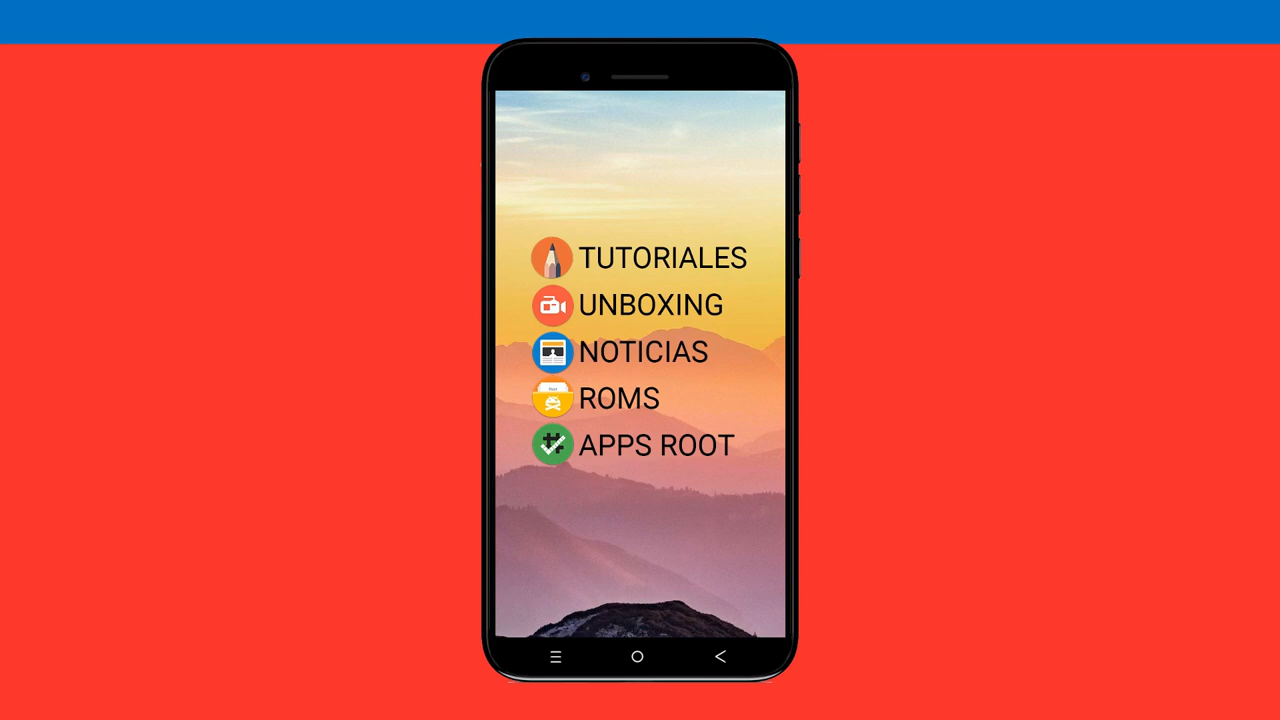 TUTORIALES
UNBOXING
NOTICIAS
ROMS
APPS ROOT